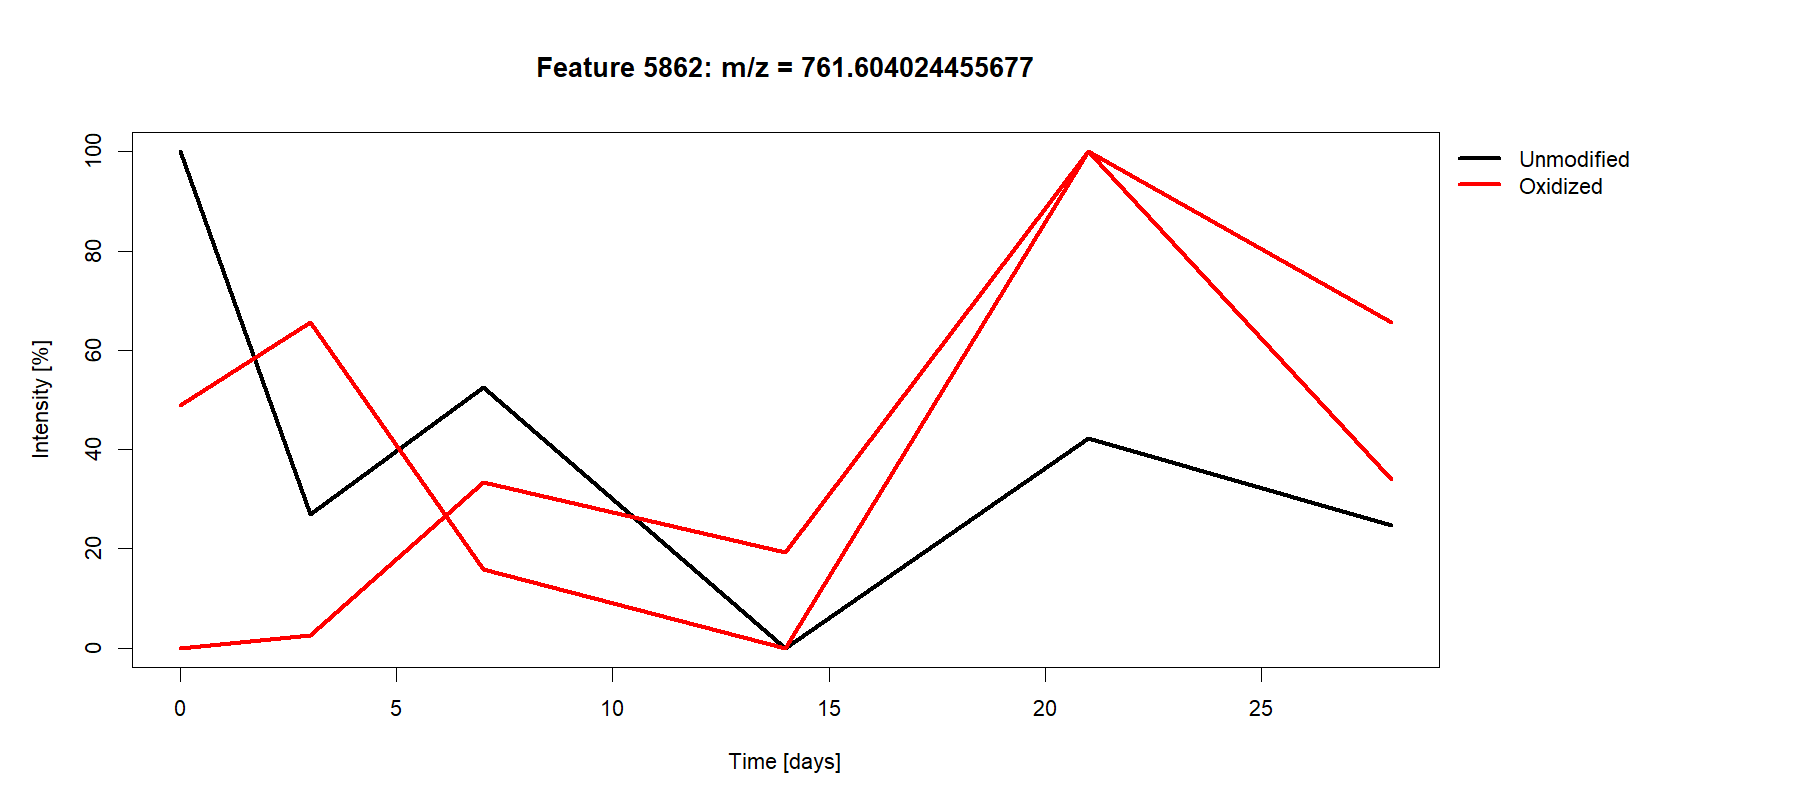 Feature 5862: m/z = 761.604024455677
Unmodified
Oxidized
Intensity [%]
100
80
60
40
20
0
0 5 10 15 20 25
Time [days]